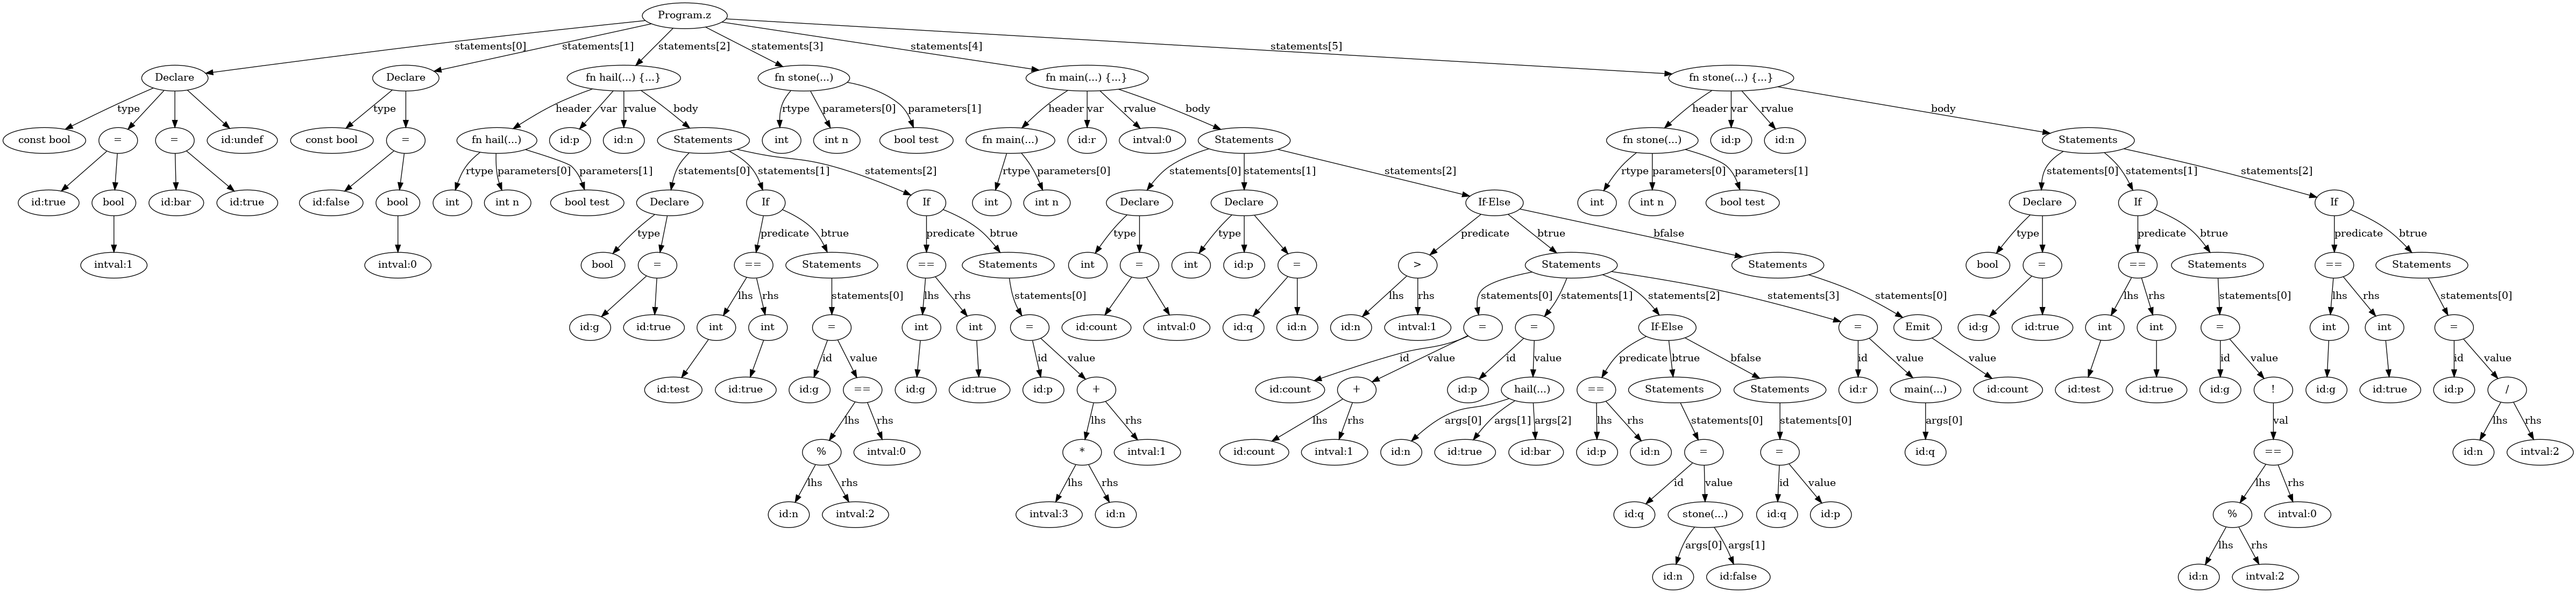 Program.z
statements[0] statements[1] statements[2] statements[3] statements[4] statements[5]
Declare Declare fn hail(...) {...} fn stone(...) fn main(...) {...} fn stone(...) {...}
type type header var rvalue body rtype parameters[0] parameters[1] header var rvalue body header var rvalue body
const bool = = id:undef const bool = fn hail(...) id:p id:n Statements int int n bool test fn main(...) id:r intval:0 Statements fn stone(...) id:p id:n Statements
rtype parameters[0] parameters[1] statements[0] statements[1] statements[2] rtype parameters[0] statements[0] statements[1] statements[2] rtype parameters[0] parameters[1] statements[0] statements[1] statements[2]
id:true bool id:bar id:true id:false bool int int n bool test Declare If If int int n Declare Declare If-Else int int n bool test Declare If If
type predicate btrue predicate btrue type type predicate btrue bfalse type predicate btrue predicate btrue
intval:1 intval:0 bool = == Statements == Statements int = int id:p = > Statements Statements bool = == Statements == Statements
lhs rhs statements[0] lhs rhs statements[0] lhs rhs statements[0] statements[1] statements[2] statements[3] statements[0] lhs rhs statements[0] lhs rhs statements[0]
id:g id:true int int = int int = id:count intval:0 id:q id:n id:n intval:1 = = If-Else = Emit id:g id:true int int = int int =
id value id value id value id value predicate btrue bfalse id value value id value id value
id:test id:true id:g == id:g id:true id:p + id:count + id:p hail(...) == Statements Statements id:r main(...) id:count id:test id:true id:g ! id:g id:true id:p /
lhs rhs lhs rhs lhs rhs args[0] args[1] args[2] lhs rhs statements[0] statements[0] args[0] val lhs rhs
% intval:0 * intval:1 id:count intval:1 id:n id:true id:bar id:p id:n = = id:q == id:n intval:2
lhs rhs lhs rhs id value id value lhs rhs
id:n intval:2 intval:3 id:n id:q stone(...) id:q id:p % intval:0
args[0] args[1] lhs rhs
id:n id:false id:n intval:2